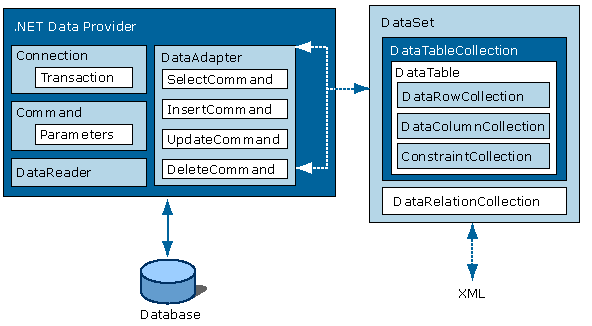 .NET Data Provider
Connection
Transaction
Command
Parameters
DataReader
DataAdapter
SelectCommand
InsertCommand
UpdateCommand
DeleteCommand
Database
DataSet
DataTableCollection
DataTable
DataRowCollection
DataColumnCollection
ConstraintCollection
DataRelationCollection
XML